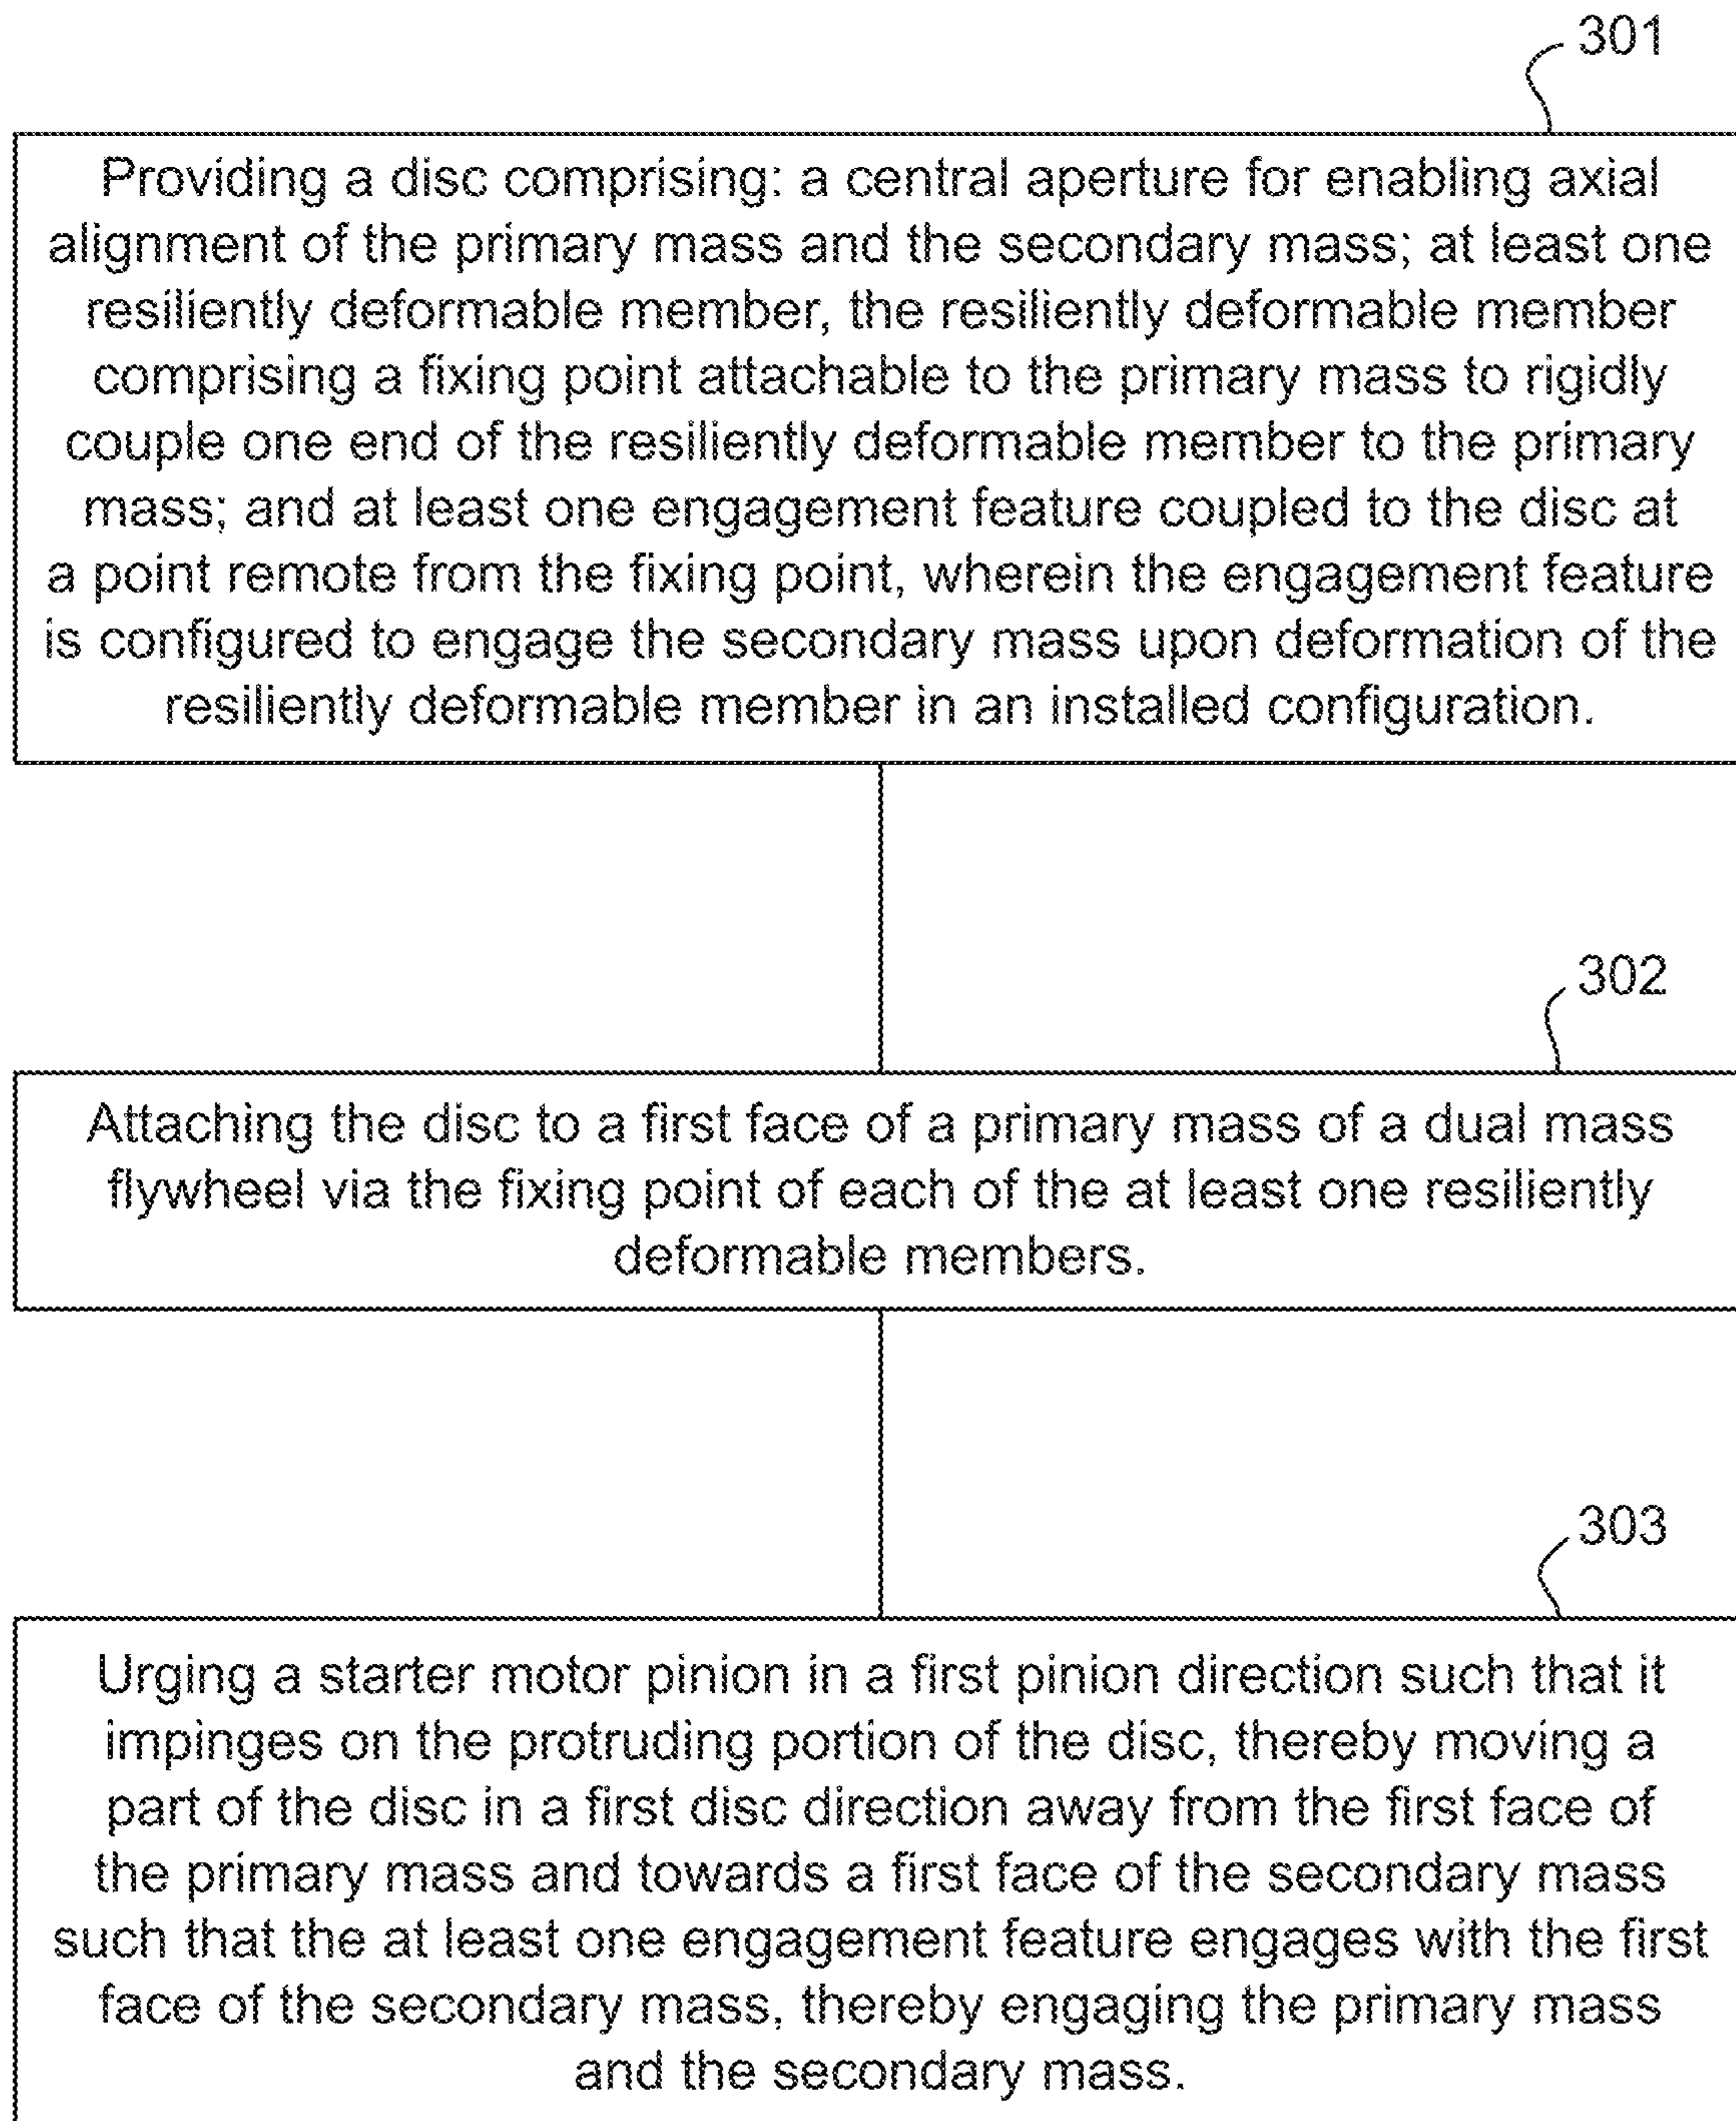 301
Providing a disc comprising: a central aperture for enabling axial
alignment of the primary mass and the secondary mass; at least one
resiliently deformable member, the resiliently deformable member
comprising a fixing point attachable to the primary mass to rigidly
couple one end of the resiliently deformable member to the primary
mass; and at least one engagement feature coupled to the disc at
a point remote from the fixing point, wherein the engagement feature
is configured to engage the secondary mass upon deformation of the
resiliently deformable member in an installed configuration.
302
Attaching the disc to a first face of a primary mass of a dual mass
flywheel via the fixing point of each of the at least one resiliently
deformable members.
303
Urging a starter motor pinion in a first pinion direction such that it
impinges on the protruding portion of the disc, thereby moving a
part of the disc in a first disc direction away from the first face of
the primary mass and towards a first face of the secondary mass
such that the at least one engagement feature engages with the first
face of the secondary mass, thereby engaging the primary mass
and the secondary mass.